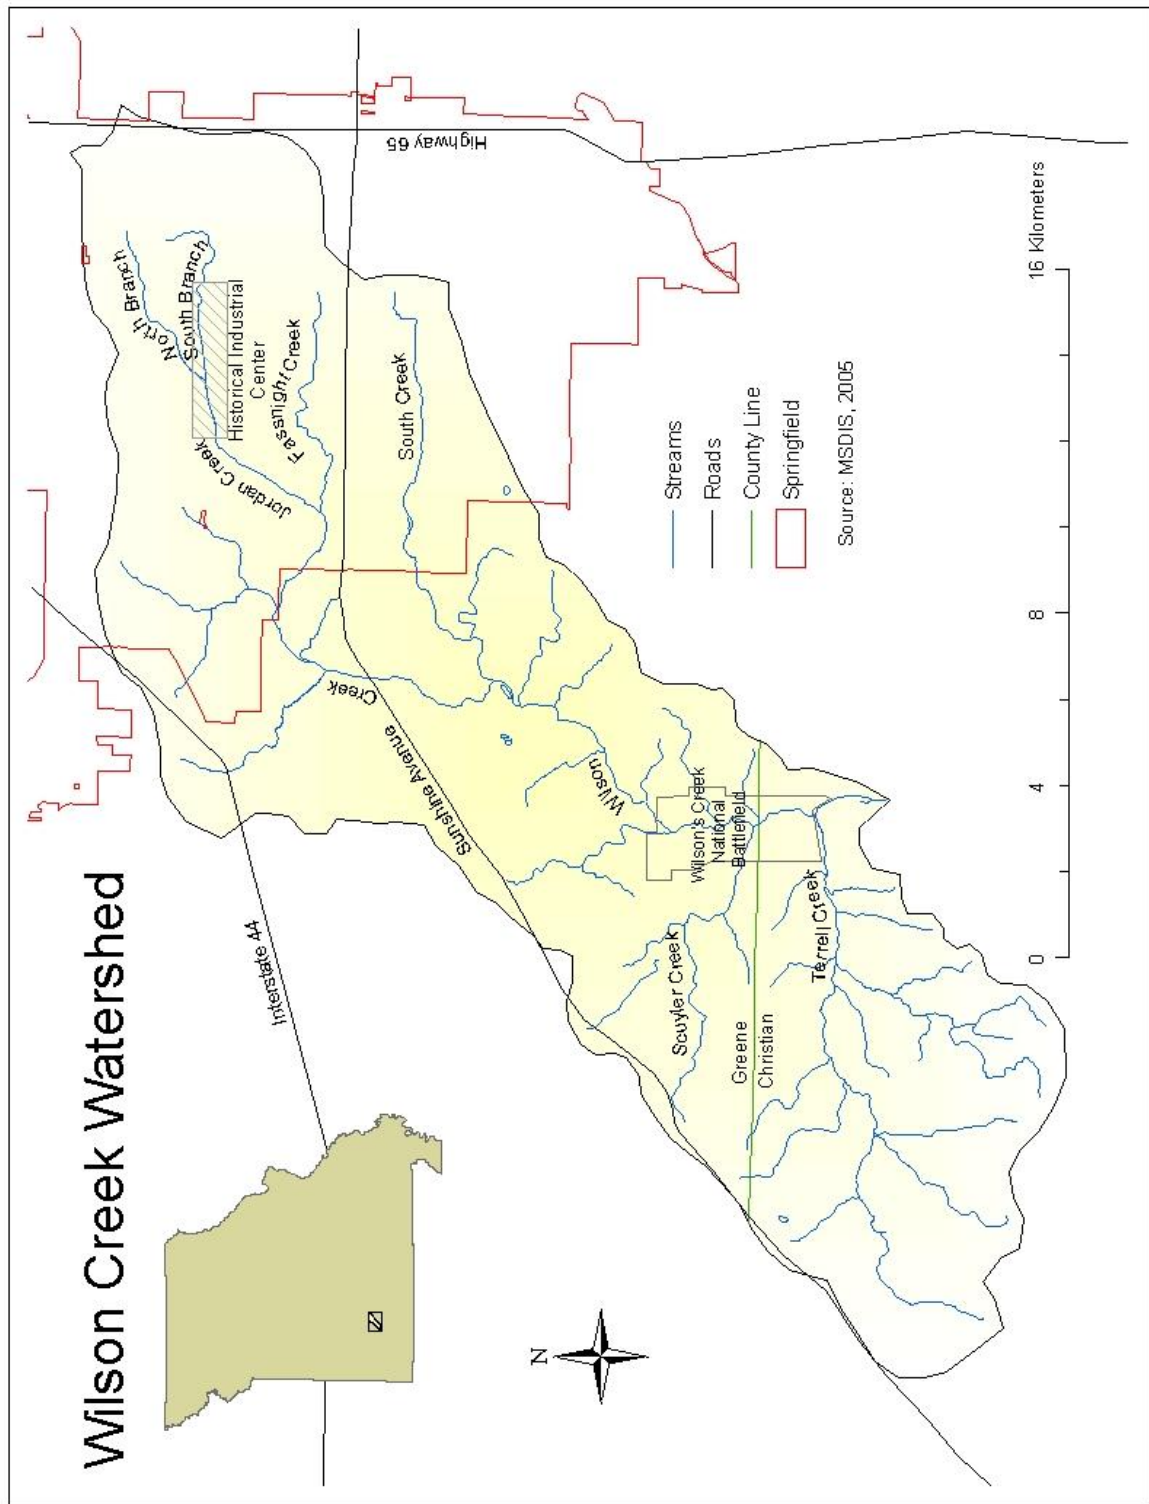 Wilson Creek Watershed
Interstate 44
Highway 65
North Branch
South Branch
Historical Industrial
Center
Jordan Creek
Fassnight Creek
South Creek
Sunshine Avenue
Wilson
Creek
Wilson's Creek
National
Battlefield
Scuyler Creek
Greene
Christian
Terrell Creek
N
Streams
Roads
County Line
Springfield
Source: MSDIS, 2005
0 4 8 16 Kilometers